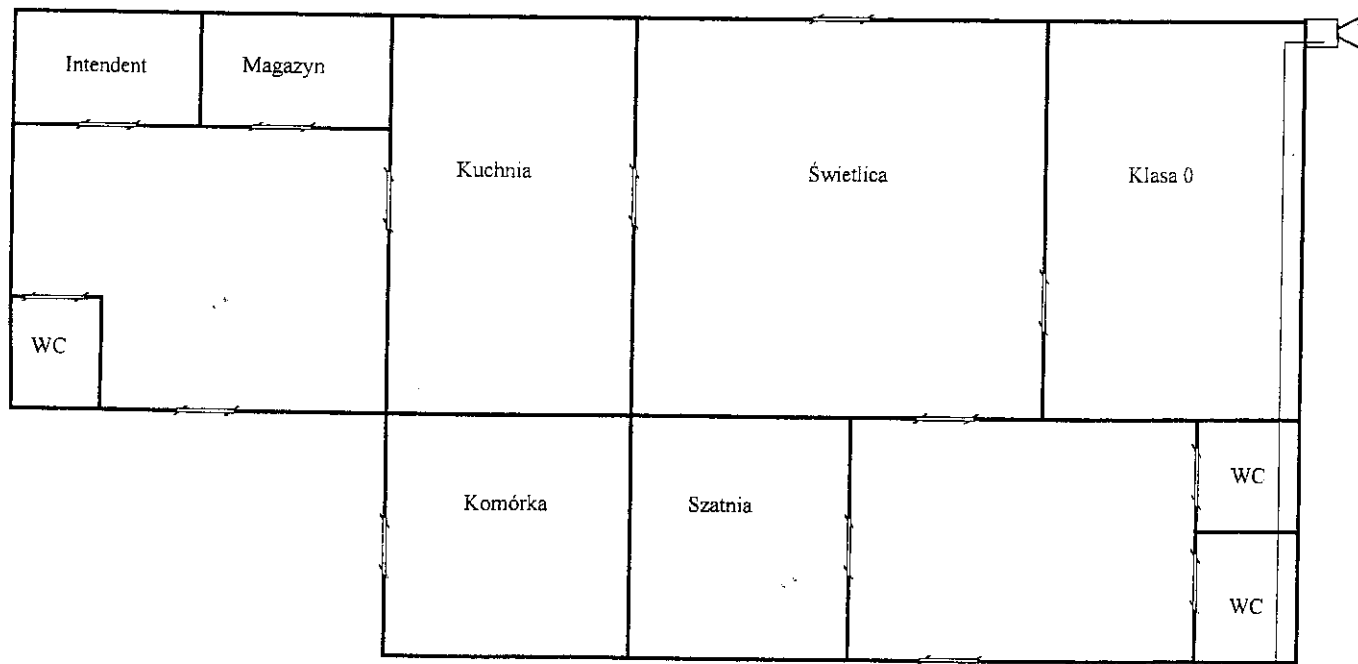 Intendent
Magazyn
Kuchnia
Świetlica
Klasa 0
WC
Komórka
Szatnia
WC
WC